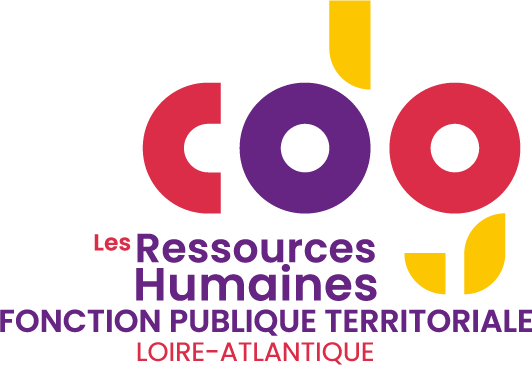 cdg
Les Ressources
Humaines
FONCTION PUBLIQUE TERRITORIALE
LOIRE-ATLANTIQUE